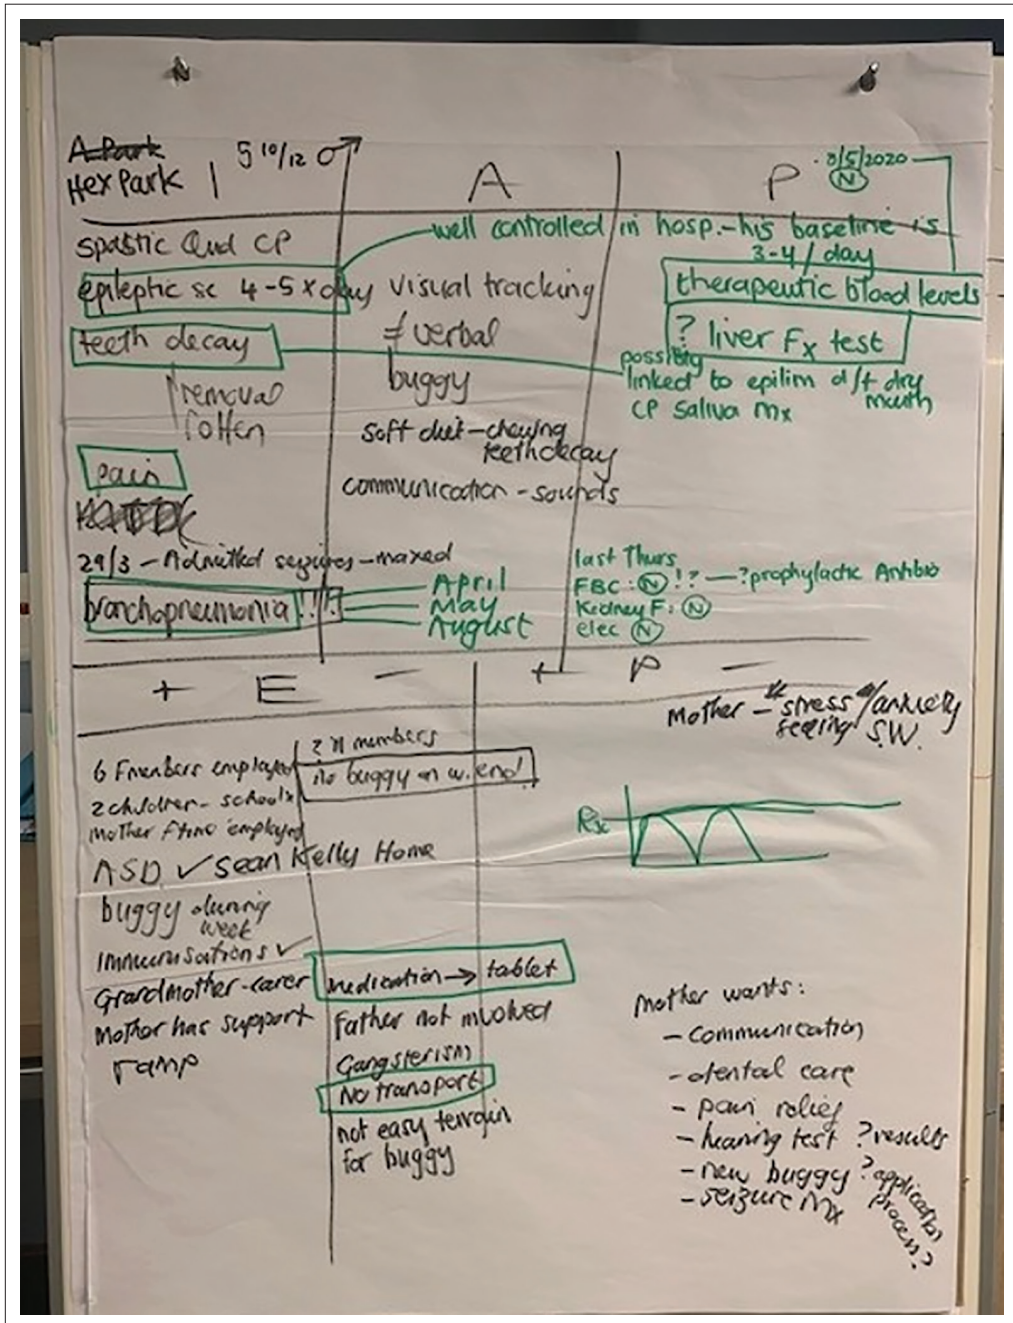 A Park
Hex Park | 5 10/12 ♂
A
P
8/5/2020
N
spastic Qud CP
well controlled in hosp. - his baseline is
3-4 / day
epileptic sc 4-5 x day
visual tracking
therapeutic blood levels
teeth decay
≠ verbal
? liver Fx test
buggy
possibly
linked to epilim d/t dry
mouth
CP Saliva Mx
removal
rotten
soft diet - chewing
teeth decay
pain
communication - sounds
29/3 - Admitted seizures - maxed
bronchopneumonia !!!!
April
May
August
last Thurs
FBC: N !? - ?prophylactic Antibio
Kidney F: N
elec N
+ E -
+ P -
Mother - stress /anxiety
seeing S.W.
6 Fmembers employed
? 11 members
no buggy on w.end!
2 children - schools
Mother Ftime employed
Rx
ASD ✓ Sean Kelly Home
buggy during
week
Immunisations ✓
Grandmother-carer
medication → tablet
Mother has support
Father not involved
ramp
Gangsterism
No transport
not easy terrain
for buggy
Mother wants:
- communication
- dental care
- pain relief
- hearing test ? results
- new buggy ? application
process?
- seizure Mx